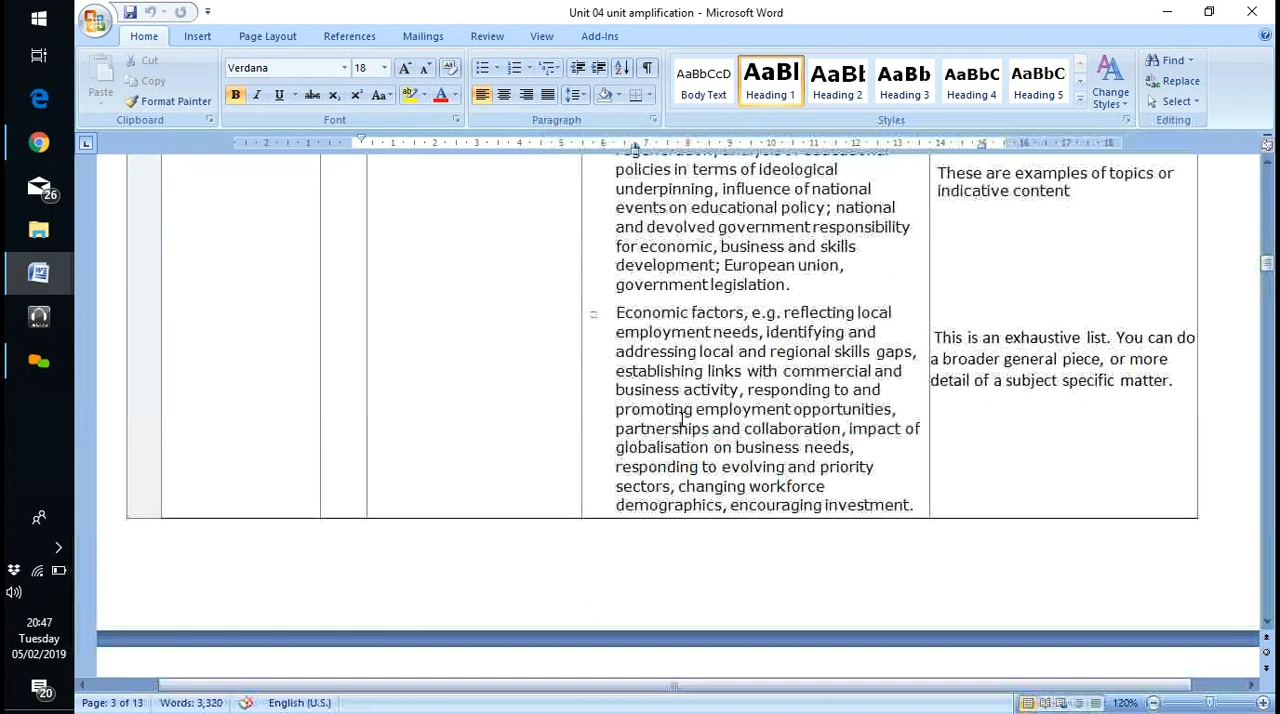 Unit 04 unit amplification - Microsoft Word
Home Insert Page Layout References Mailings Review View Add-Ins
Paste
Cut
Copy
Format Painter
Clipboard
Verdana 18
Font
Paragraph
AaBbCcD AaBl AaBb AaBb AaBbC AaBbC
Body Text Heading 1 Heading 2 Heading 3 Heading 4 Heading 5
Change
Styles
Styles
Find
Replace
Select
Editing
policies in terms of ideological
underpinning, influence of national
events on educational policy; national
and devolved government responsibility
for economic, business and skills
development; European union,
government legislation.
Economic factors, e.g. reflecting local
employment needs, identifying and
addressing local and regional skills gaps,
establishing links with commercial and
business activity, responding to and
promoting employment opportunities,
partnerships and collaboration, impact of
globalisation on business needs,
responding to evolving and priority
sectors, changing workforce
demographics, encouraging investment.
These are examples of topics or
indicative content
This is an exhaustive list. You can do
a broader general piece, or more
detail of a subject specific matter.
26
20:47
Tuesday
05/02/2019
20
Page: 3 of 13 Words: 3,320 English (U.S.) 120%